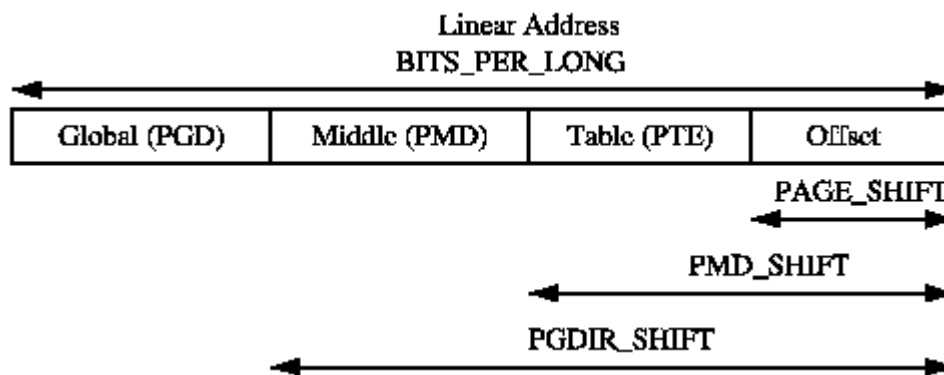 Linear Address
BITS_PER_LONG
Global (PGD) Middle (PMD) Table (PTE) Offset
PAGE_SHIFT
PMD_SHIFT
PGDIR_SHIFT